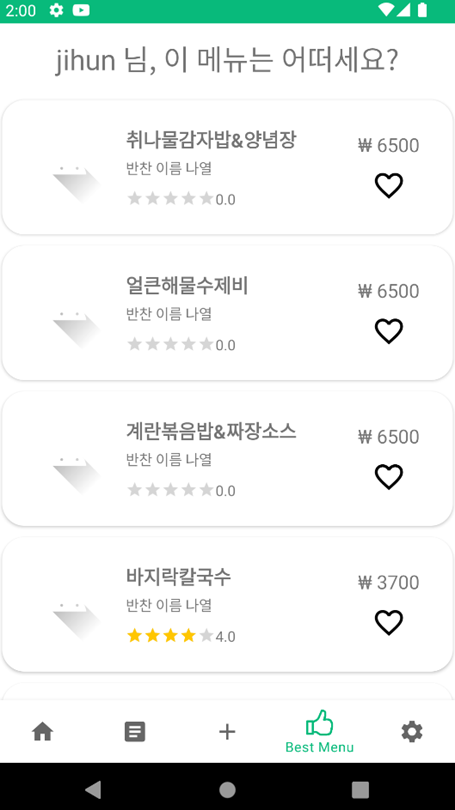 2:00
jihun 님, 이 메뉴는 어떠세요?
취나물감자밥&양념장
₩ 6500
반찬 이름 나열
0.0
얼큰해물수제비
₩ 6500
반찬 이름 나열
0.0
계란볶음밥&짜장소스
₩ 6500
반찬 이름 나열
0.0
바지락칼국수
₩ 3700
반찬 이름 나열
4.0
Best Menu